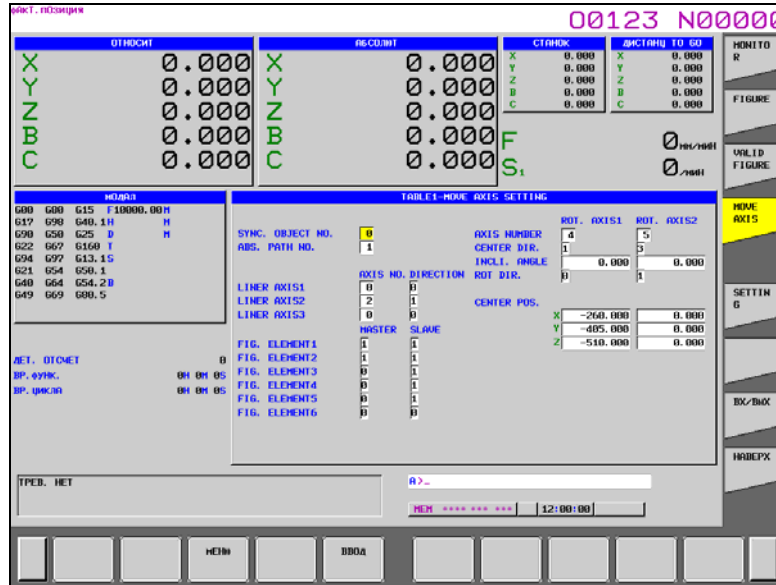 ФАКТ.ПОЗИЦИЯ
O0123 N0000
ОТНОСИТ
X 0.000
Y 0.000
Z 0.000
B 0.000
C 0.000
АБСОЛЮТ
X 0.000
Y 0.000
Z 0.000
B 0.000
C 0.000
СТАНОК
X 0.000
Y 0.000
Z 0.000
B 0.000
C 0.000
ДИСТАНЦ TO GO
X 0.000
Y 0.000
Z 0.000
B 0.000
C 0.000
F 0 ММ/МИН
S1 0 /МИН
МОДАЛ
G00 G80 G15 F10000.00 M
G17 G98 G40.1 H M
G90 G50 G25 D M
G22 G67 G160 T
G94 G97 G13.1 S
G21 G54 G50.1
G40 G64 G54.2 B
G49 G69 G80.5
ДЕТ. ОТСЧЕТ 0
ВР.ФУНК. 0H 0M 0S
ВР.ЦИКЛА 0H 0M 0S
TABLE1-MOVE AXIS SETTING
SYNC. OBJECT NO. 0
ABS. PATH NO. 1
AXIS NO. DIRECTION
LINER AXIS1 0 0
LINER AXIS2 2 1
LINER AXIS3 0 0
MASTER SLAVE
FIG. ELEMENT1 1 1
FIG. ELEMENT2 1 1
FIG. ELEMENT3 0 1
FIG. ELEMENT4 0 1
FIG. ELEMENT5 0 1
FIG. ELEMENT6 0 0
ROT. AXIS1 ROT. AXIS2
AXIS NUMBER 4 5
CENTER DIR. 1 3
INCLI. ANGLE 0.000 0.000
ROT DIR. 0 1
CENTER POS.
X -260.000 0.000
Y -405.000 0.000
Z -510.000 0.000
ТРЕВ. НЕТ
A>_
MEM **** *** ***
12:00:00
МЕНЮ
ВВОД
MONITO
R
FIGURE
VALID
FIGURE
MOVE
AXIS
SETTIN
G
ВХ/ВЫХ
НАВЕРХ